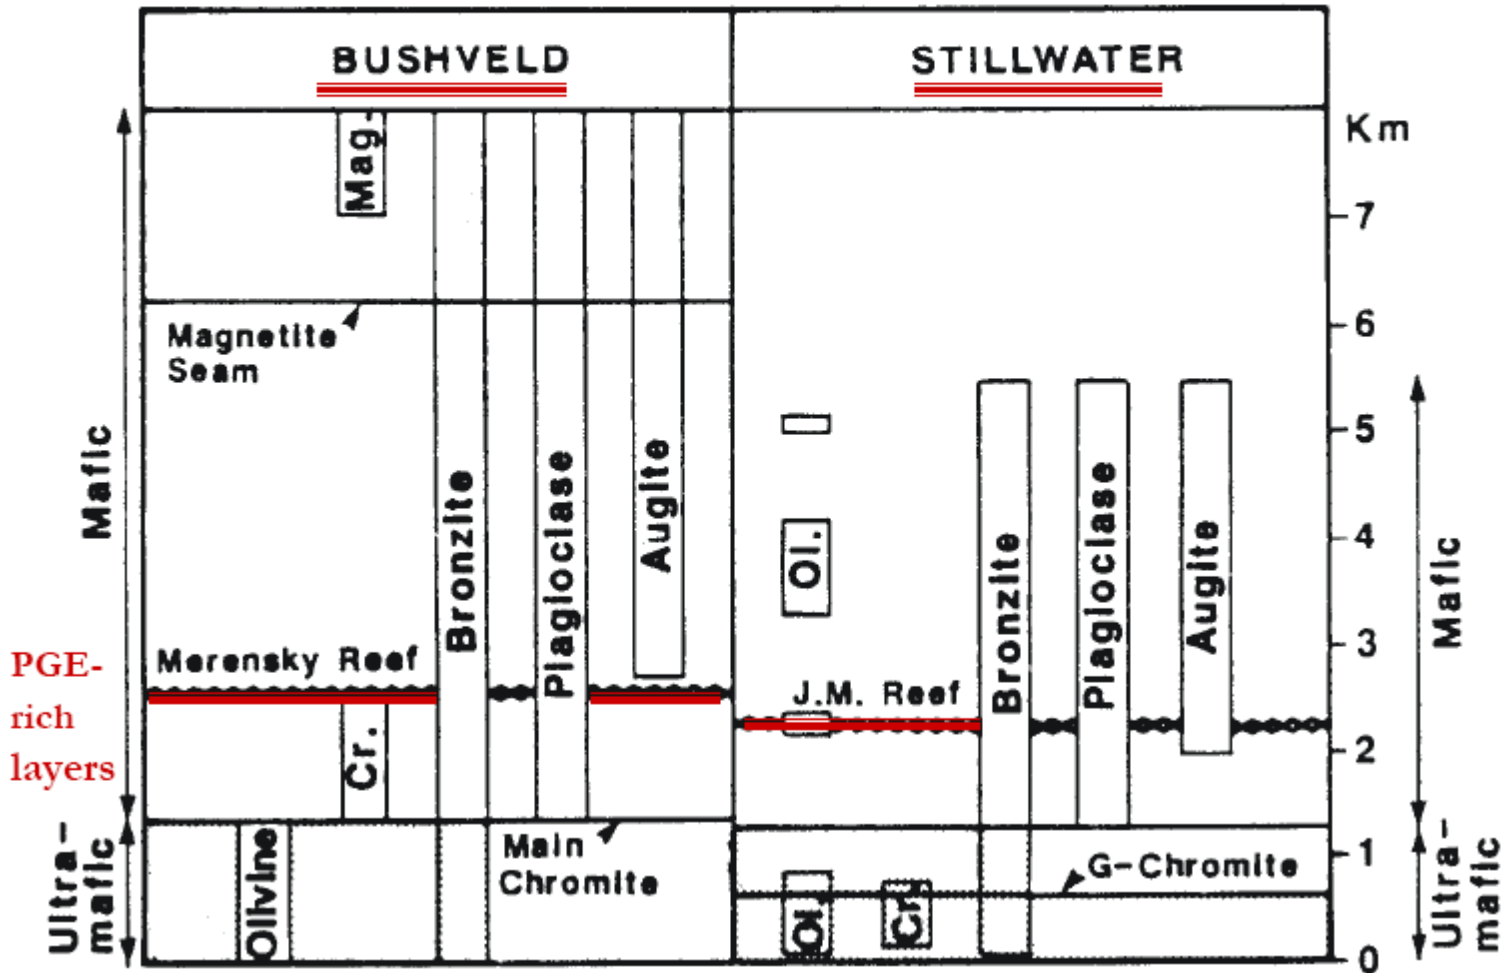 BUSHVELD
STILLWATER
Km
Mag.
7
6
Magnetite
Seam
5
4
3
2
1
0
Mafic
Bronzite
Plagioclase
Augite
Ol.
Bronzite
Plagioclase
Augite
Mafic
PGE-
rich
layers
Merensky Reef
J.M. Reef
Cr.
Ultra-
mafic
Olivine
Main
Chromite
G-Chromite
Ol.
Cr.
Ultra-
mafic